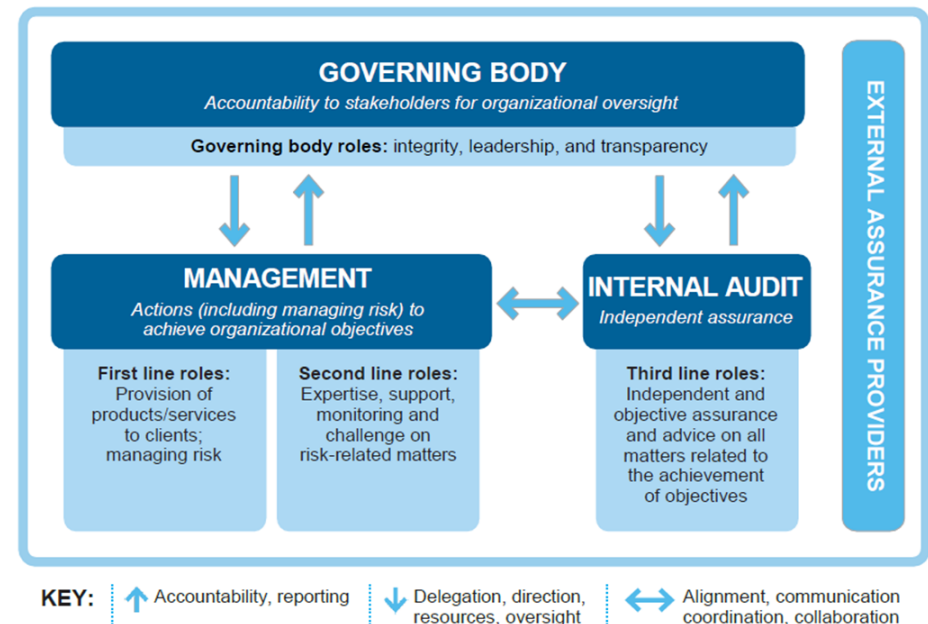 GOVERNING BODY
Accountability to stakeholders for organizational oversight
Governing body roles: integrity, leadership, and transparency
MANAGEMENT
Actions (including managing risk) to
achieve organizational objectives
First line roles:
Provision of
products/services
to clients;
managing risk
Second line roles:
Expertise, support,
monitoring and
challenge on
risk-related matters
INTERNAL AUDIT
Independent assurance
Third line roles:
Independent and
objective assurance
and advice on all
matters related to
the achievement
of objectives
EXTERNAL ASSURANCE PROVIDERS
KEY:
Accountability, reporting
Delegation, direction,
resources, oversight
Alignment, communication
coordination, collaboration